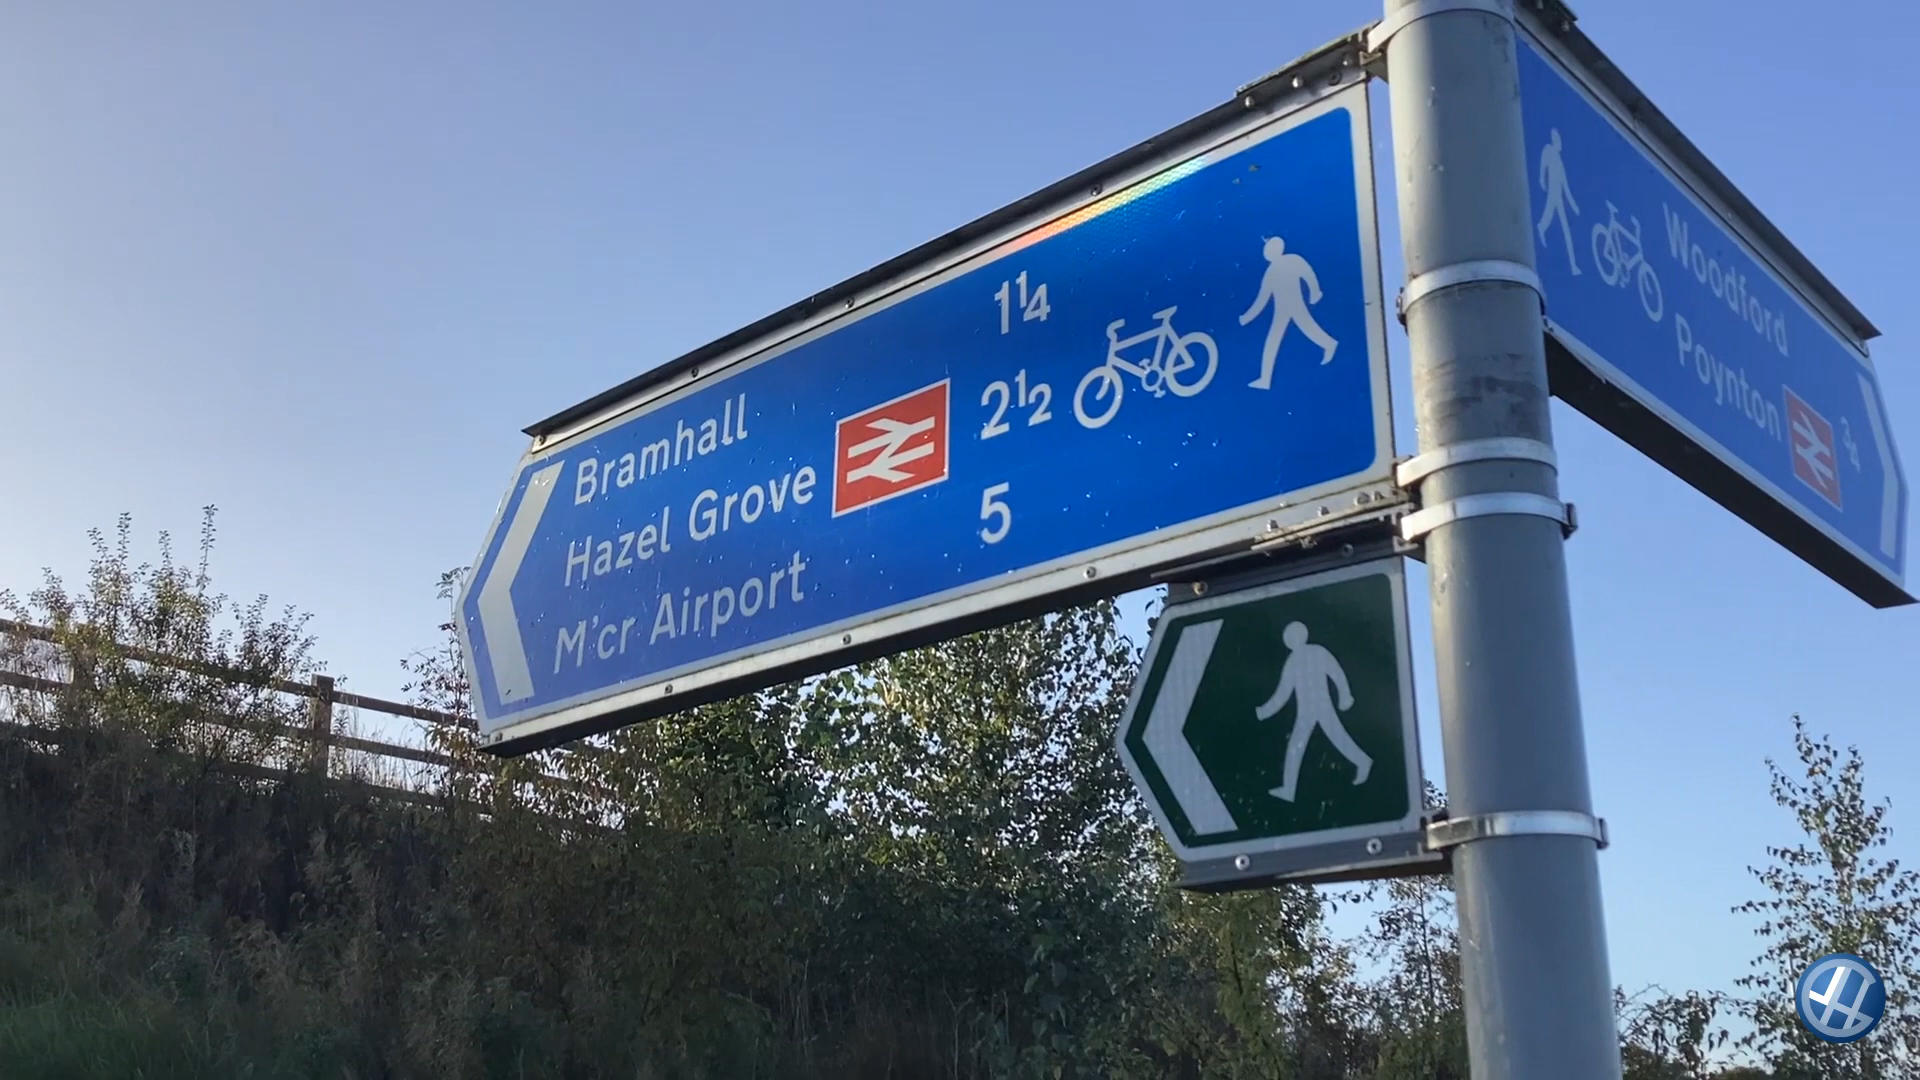 Bramhall 1¼
Hazel Grove 2½
M'cr Airport 5
Woodford
Poynton ¾